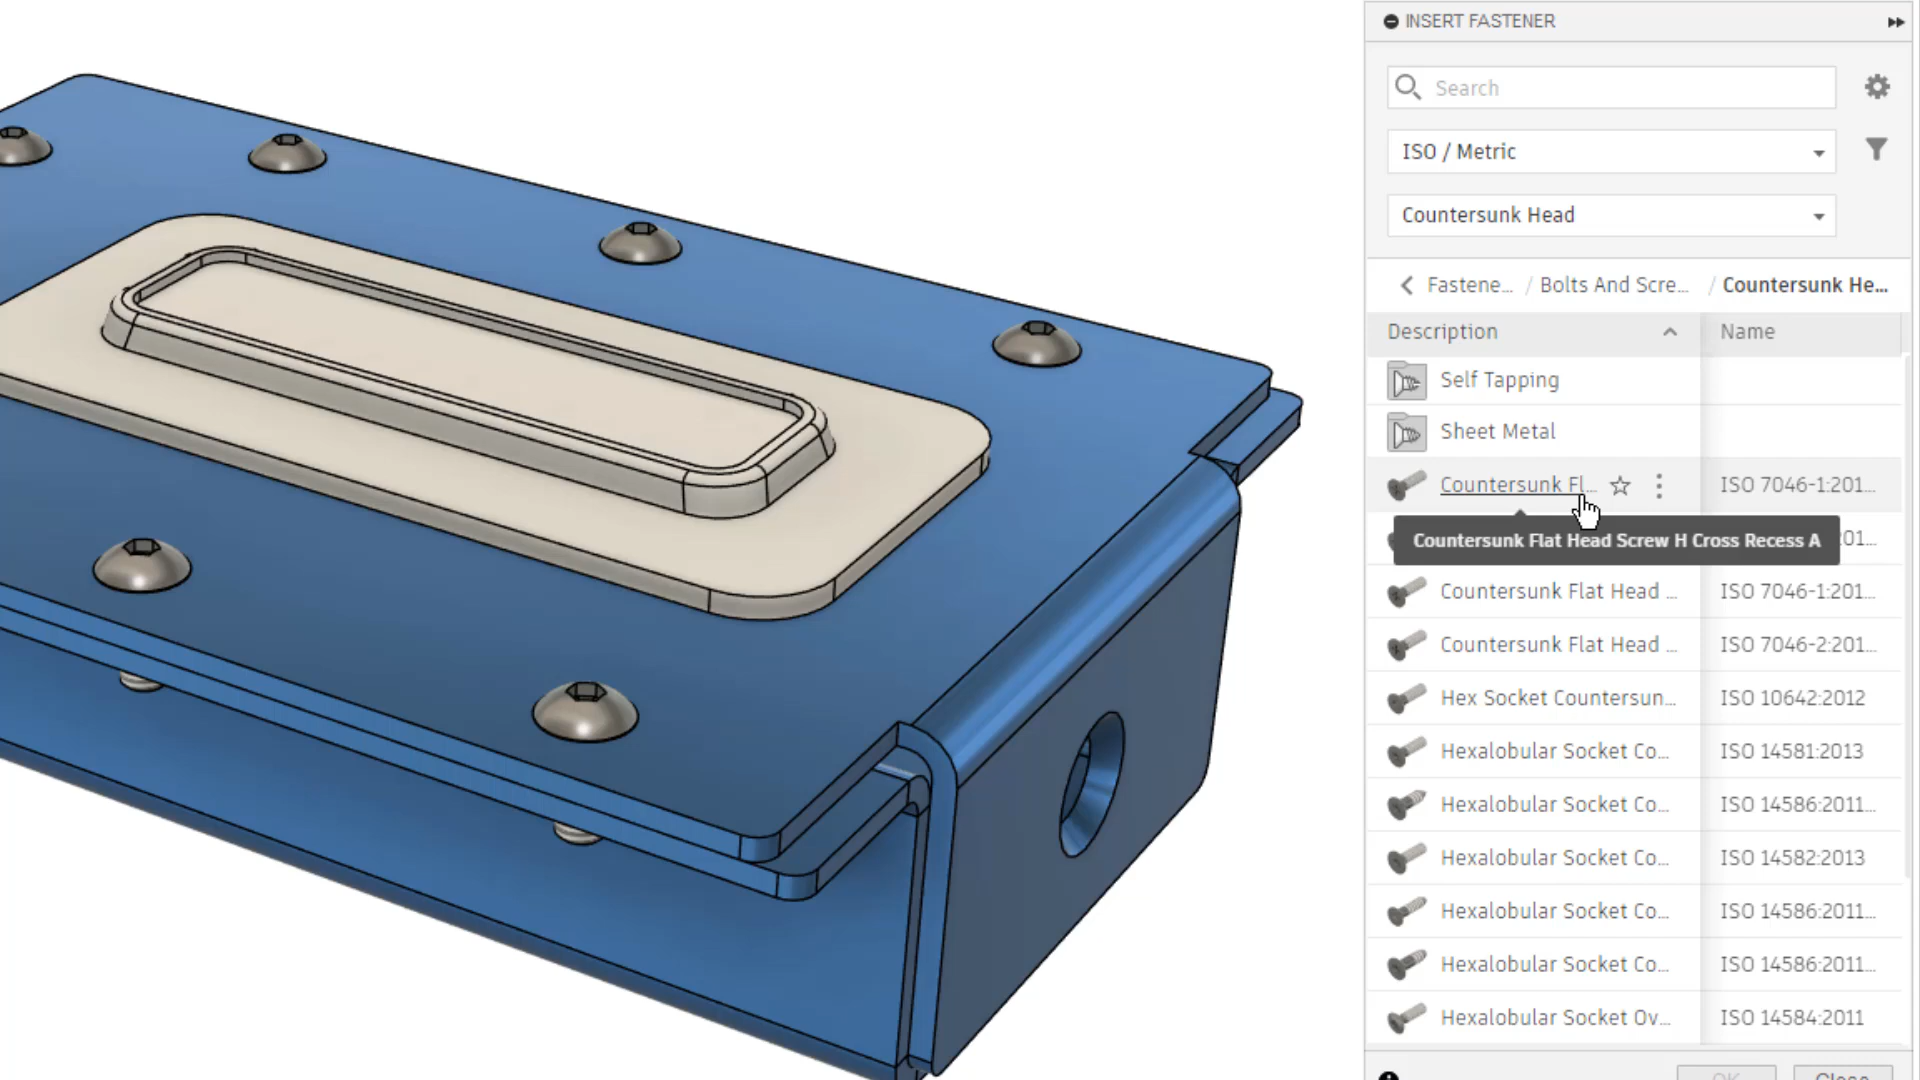 INSERT FASTENER
Search
ISO / Metric
Countersunk Head
Fastene... / Bolts And Scre... / Countersunk He...
Description Name
Self Tapping
Sheet Metal
Countersunk Fl... ISO 7046-1:201...
Countersunk Flat Head Screw H Cross Recess A 01...
Countersunk Flat Head ... ISO 7046-1:201...
Countersunk Flat Head ... ISO 7046-2:201...
Hex Socket Countersun... ISO 10642:2012
Hexalobular Socket Co... ISO 14581:2013
Hexalobular Socket Co... ISO 14586:2011...
Hexalobular Socket Co... ISO 14582:2013
Hexalobular Socket Co... ISO 14586:2011...
Hexalobular Socket Co... ISO 14586:2011...
Hexalobular Socket Ov... ISO 14584:2011
OK Close